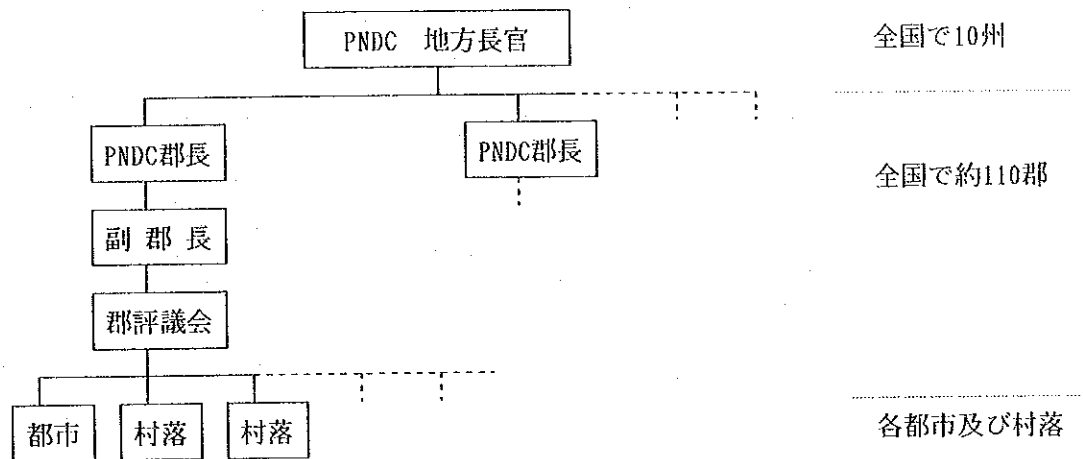 PNDC 地方長官
全国で10州
PNDC郡長
PNDC郡長
全国で約110郡
副 郡 長
郡評議会
都市
村落
村落
各都市及び村落